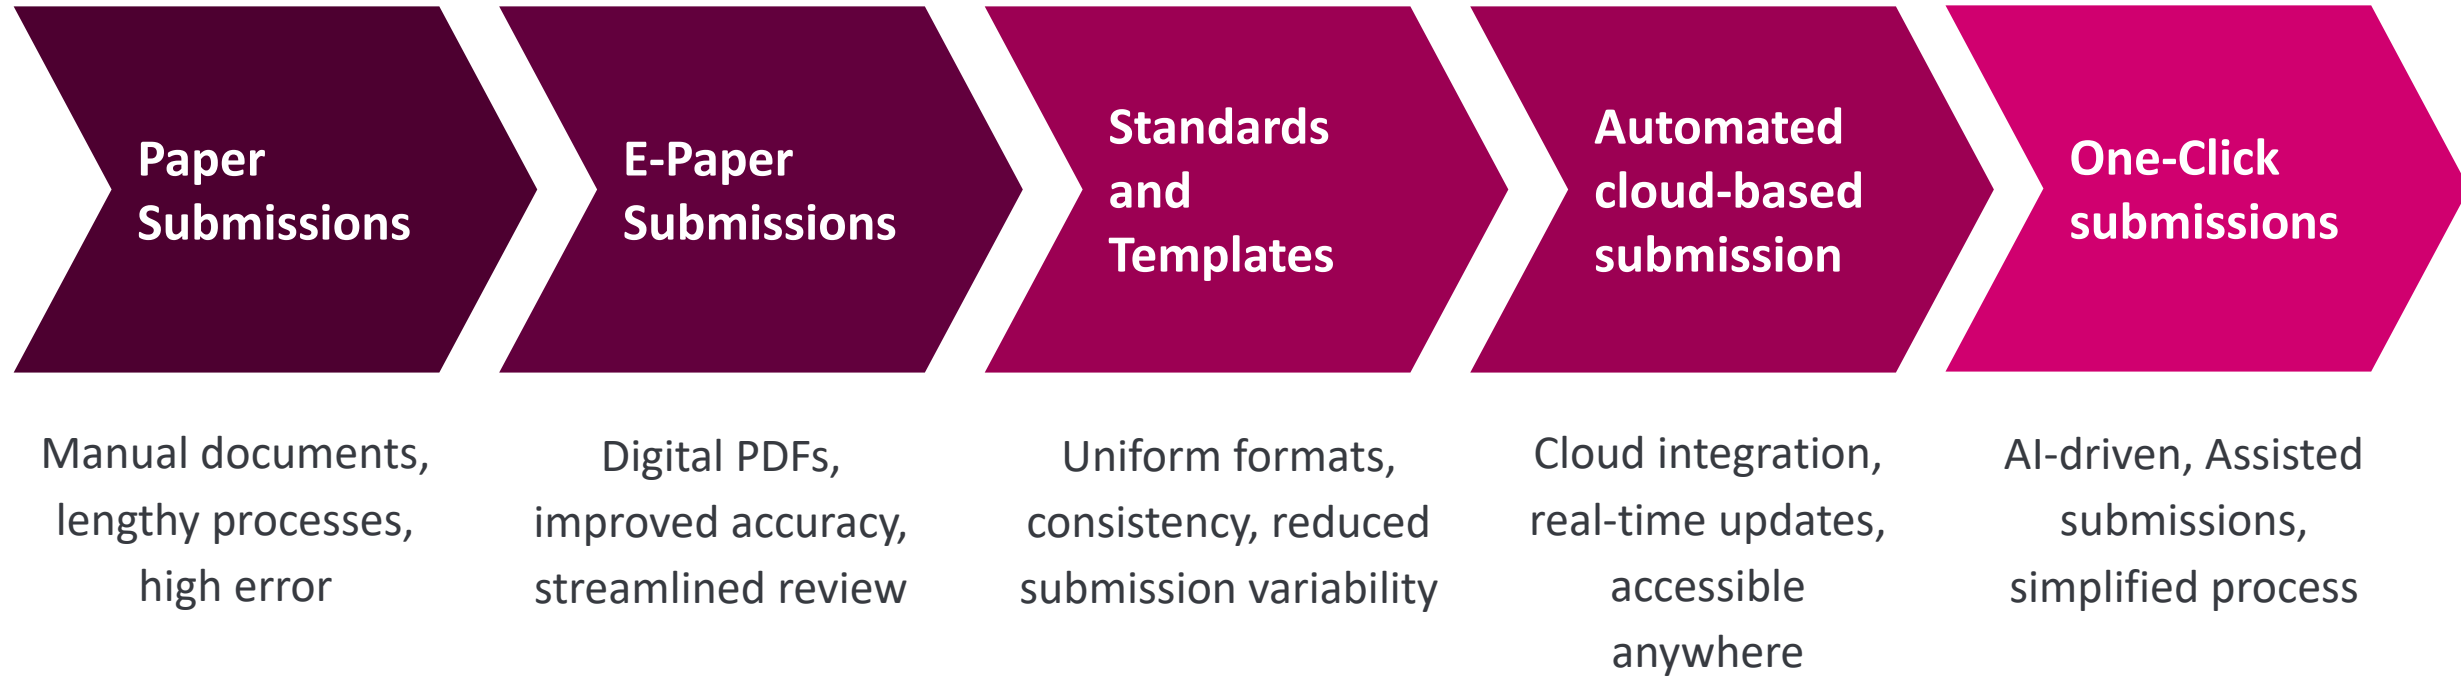 Paper
Submissions
E-Paper
Submissions
Standards
and
Templates
Automated
cloud-based
submission
One-Click
submissions
Manual documents,
lengthy processes,
high error
Digital PDFs,
improved accuracy,
streamlined review
Uniform formats,
consistency, reduced
submission variability
Cloud integration,
real-time updates,
accessible
anywhere
AI-driven, Assisted
submissions,
simplified process